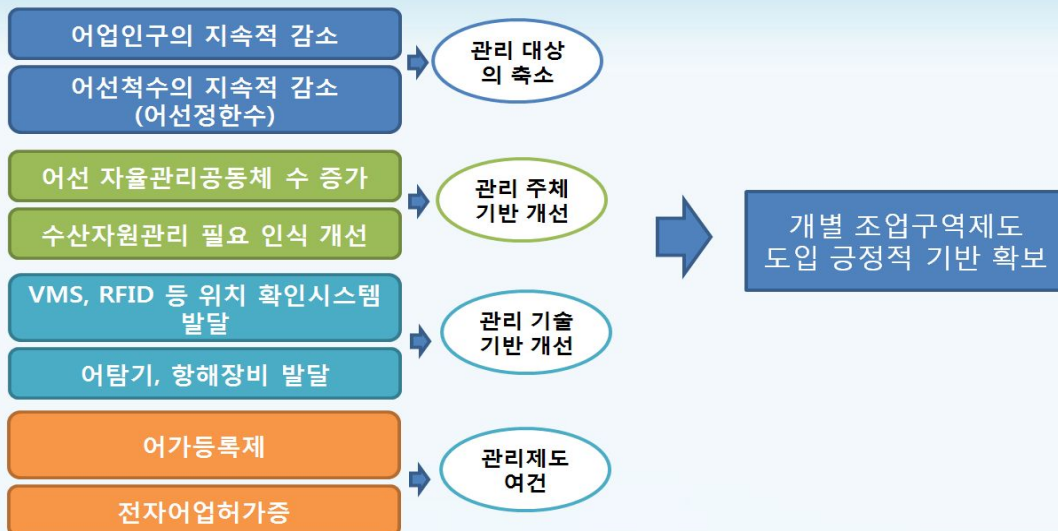 어업인구의 지속적 감소
어선척수의 지속적 감소
(어선정한수)
관리 대상
의 축소
어선 자율관리공동체 수 증가
수산자원관리 필요 인식 개선
관리 주체
기반 개선
VMS, RFID 등 위치 확인시스템
발달
어탐기, 항해장비 발달
관리 기술
기반 개선
어가등록제
전자어업허가증
관리제도
여건
개별 조업구역제도
도입 긍정적 기반 확보